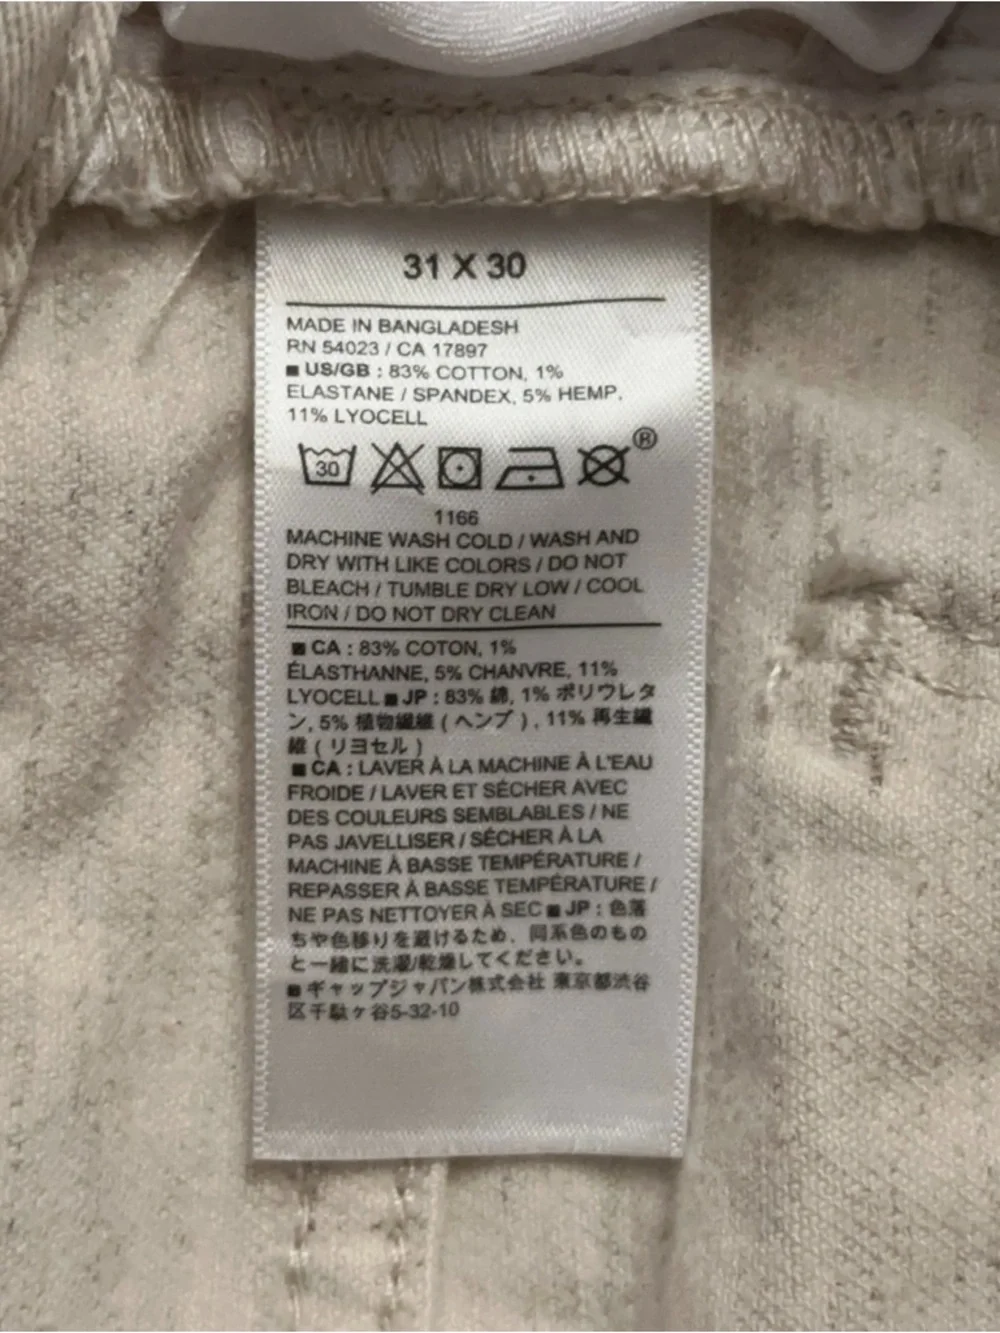 31 X 30
MADE IN BANGLADESH
RN 54023 / CA 17897
■ US/GB : 83% COTTON, 1%
ELASTANE / SPANDEX, 5% HEMP,
11% LYOCELL
30
®
1166
MACHINE WASH COLD / WASH AND
DRY WITH LIKE COLORS / DO NOT
BLEACH / TUMBLE DRY LOW / COOL
IRON / DO NOT DRY CLEAN
■ CA : 83% COTON, 1%
ÉLASTHANNE, 5% CHANVRE, 11%
LYOCELL ■ JP : 83% 綿, 1% ポリウレタ
ン, 5% 植物繊維 ( ヘンプ ) , 11% 再生繊
維 ( リヨセル )
■ CA : LAVER À LA MACHINE À L'EAU
FROIDE / LAVER ET SÉCHER AVEC
DES COULEURS SEMBLABLES / NE
PAS JAVELLISER / SÉCHER À LA
MACHINE À BASSE TEMPÉRATURE /
REPASSER À BASSE TEMPÉRATURE /
NE PAS NETTOYER À SEC ■ JP : 色落
ちや色移りを避けるため、同系色のもの
と一緒に洗濯/乾燥してください。
■ ギャップジャパン株式会社 東京都渋谷
区千駄ヶ谷5-32-10